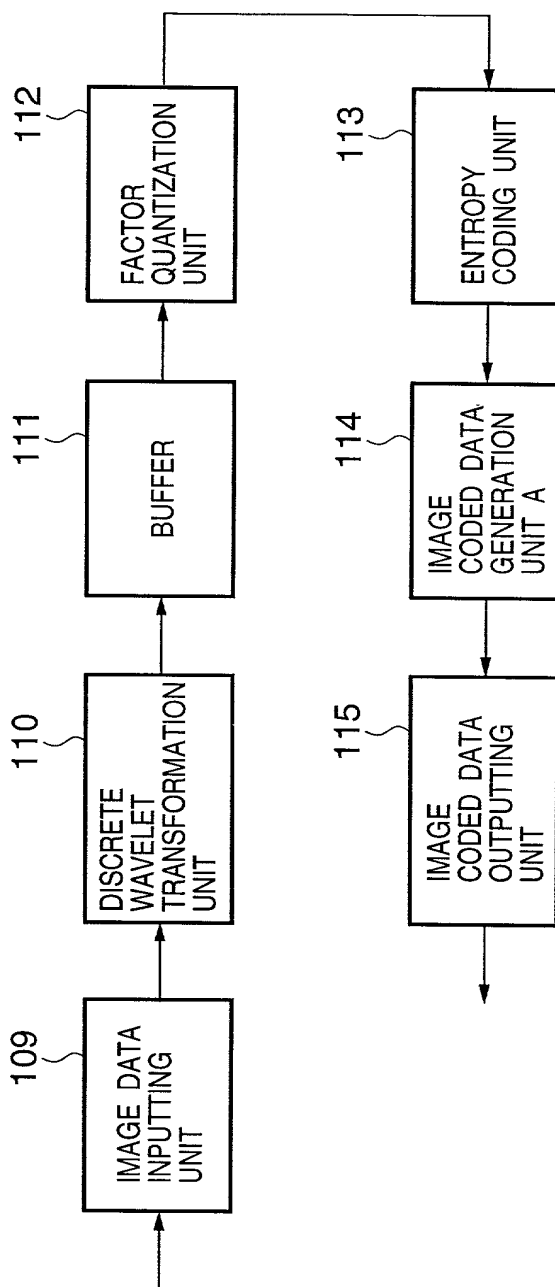 109
IMAGE DATA
INPUTTING
UNIT
110
DISCRETE
WAVELET
TRANSFORMATION
UNIT
111
BUFFER
112
FACTOR
QUANTIZATION
UNIT
113
ENTROPY
CODING UNIT
114
IMAGE
CODED DATA
GENERATION
UNIT A
115
IMAGE
CODED DATA
OUTPUTTING
UNIT